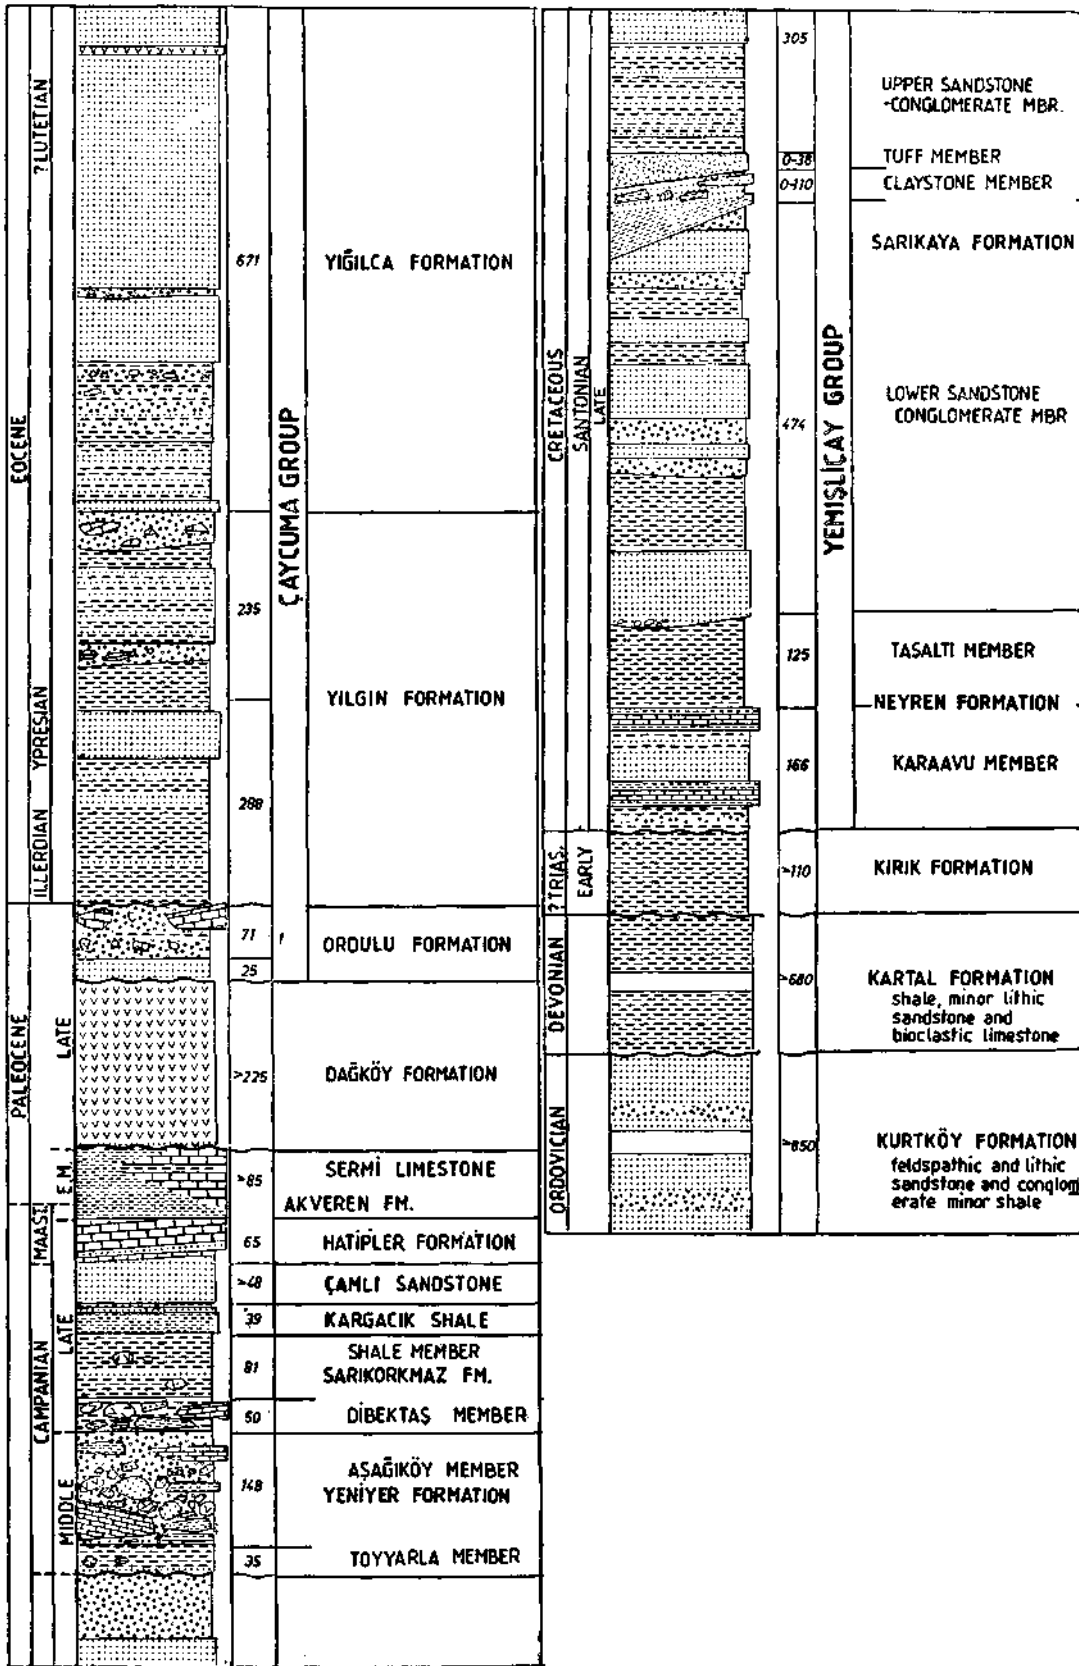 ?LUTETIAN
EOCENE
YPRESIAN
ILLERDIAN
PALEOCENE
LATE
E.M.
MAAST.
CAMPANIAN
LATE
MIDDLE
671
235
288
71
25
>225
>85
65
>48
39
81
50
148
35
ÇAYCUMA GROUP
YIĞILCA FORMATION
YILGIN FORMATION
ORDULU FORMATION
DAĞKÖY FORMATION
SERMİ LIMESTONE
AKVEREN FM.
HATİPLER FORMATION
ÇAMLI SANDSTONE
KARGACIK SHALE
SHALE MEMBER
SARIKORKMAZ FM.
DİBEKTAŞ MEMBER
AŞAĞIKÖY MEMBER
YENİYER FORMATION
TOYYARLA MEMBER
CRETACEOUS
SANTONIAN
LATE
?TRIAS.
EARLY
DEVONIAN
ORDOVICIAN
305
0-38
0-110
474
125
166
>110
>680
>850
YEMİSLİCAY GROUP
UPPER SANDSTONE
-CONGLOMERATE MBR.
TUFF MEMBER
CLAYSTONE MEMBER
SARIKAYA FORMATION
LOWER SANDSTONE
CONGLOMERATE MBR
TASALTI MEMBER
NEYREN FORMATION
KARAAVU MEMBER
KIRIK FORMATION
KARTAL FORMATION
shale, minor lithic
sandstone and
bioclastic limestone
KURTKÖY FORMATION
feldspathic and lithic
sandstone and conglom
erate minor shale